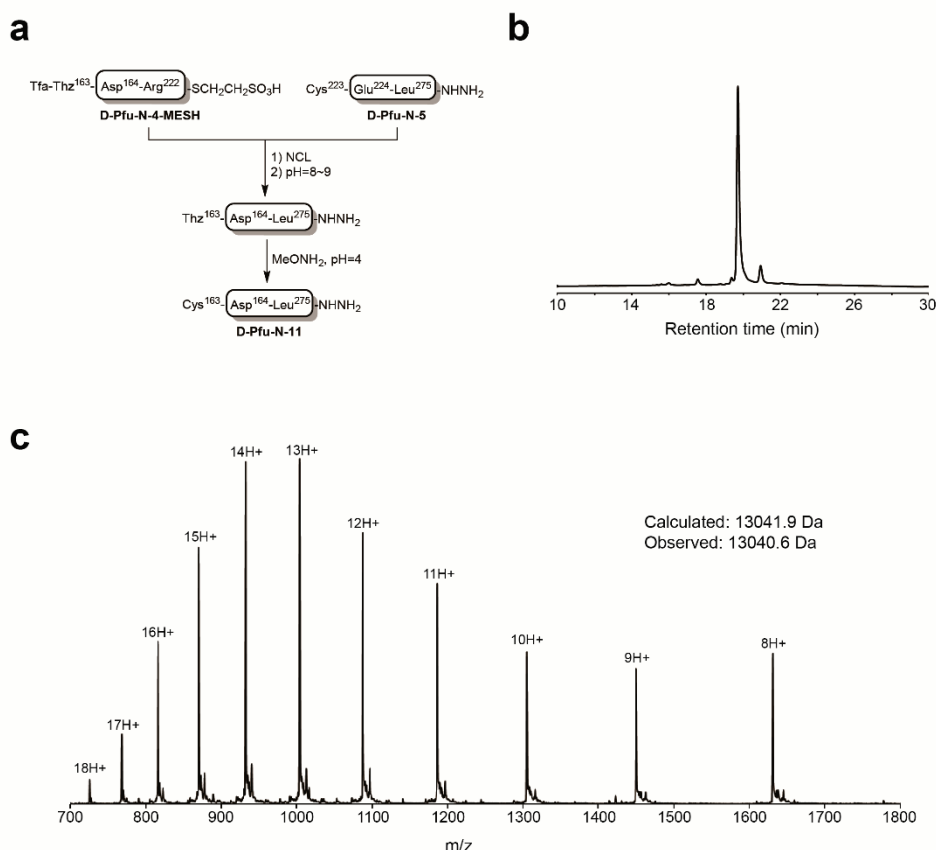 a
Tfa-Thz163- Asp164-Arg222 -SCH2CH2SO3H
D-Pfu-N-4-MESH
Cys223- Glu224-Leu275 -NHNH2
D-Pfu-N-5
1) NCL
2) pH=8~9
Thz163- Asp164-Leu275 -NHNH2
MeONH2, pH=4
Cys163- Asp164-Leu275 -NHNH2
D-Pfu-N-11
b
10 14 18 22 26 30
Retention time (min)
c
14H+ 13H+
12H+
15H+
11H+
16H+
10H+ 8H+
9H+
17H+
18H+
Calculated: 13041.9 Da
Observed: 13040.6 Da
700 800 900 1000 1100 1200 1300 1400 1500 1600 1700 1800
m/z